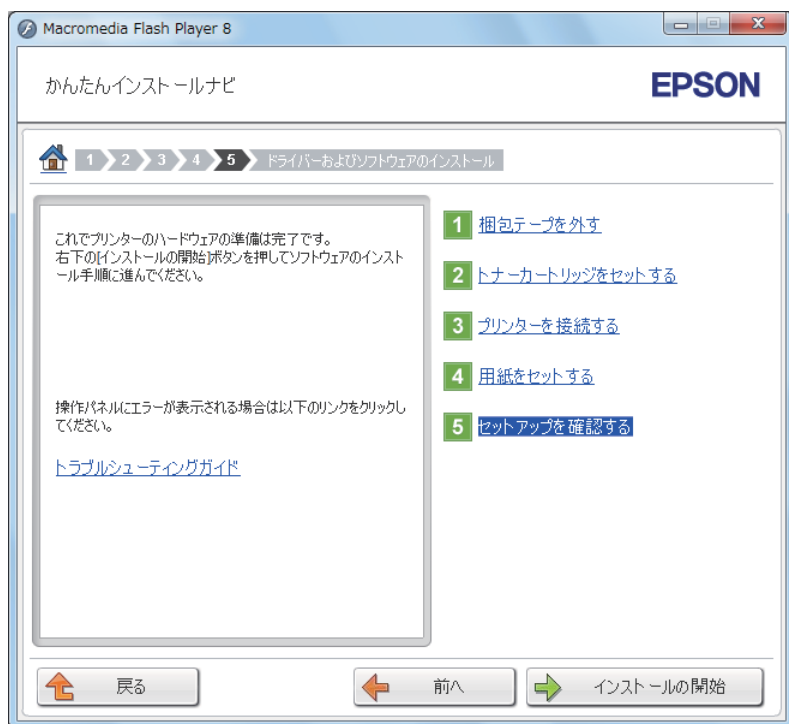 Macromedia Flash Player 8
かんたんインストールナビ
EPSON
1 2 3 4 5 ドライバーおよびソフトウェアのインストール
これでプリンターのハードウェアの準備は完了です。
右下の[インストールの開始]ボタンを押してソフトウェアのインスト
ール手順に進んでください。
操作パネルにエラーが表示される場合は以下のリンクをクリックし
てください。
トラブルシューティングガイド
1 梱包テープを外す
2 トナーカートリッジをセットする
3 プリンターを接続する
4 用紙をセットする
5 セットアップを確認する
戻る
前へ
インストールの開始